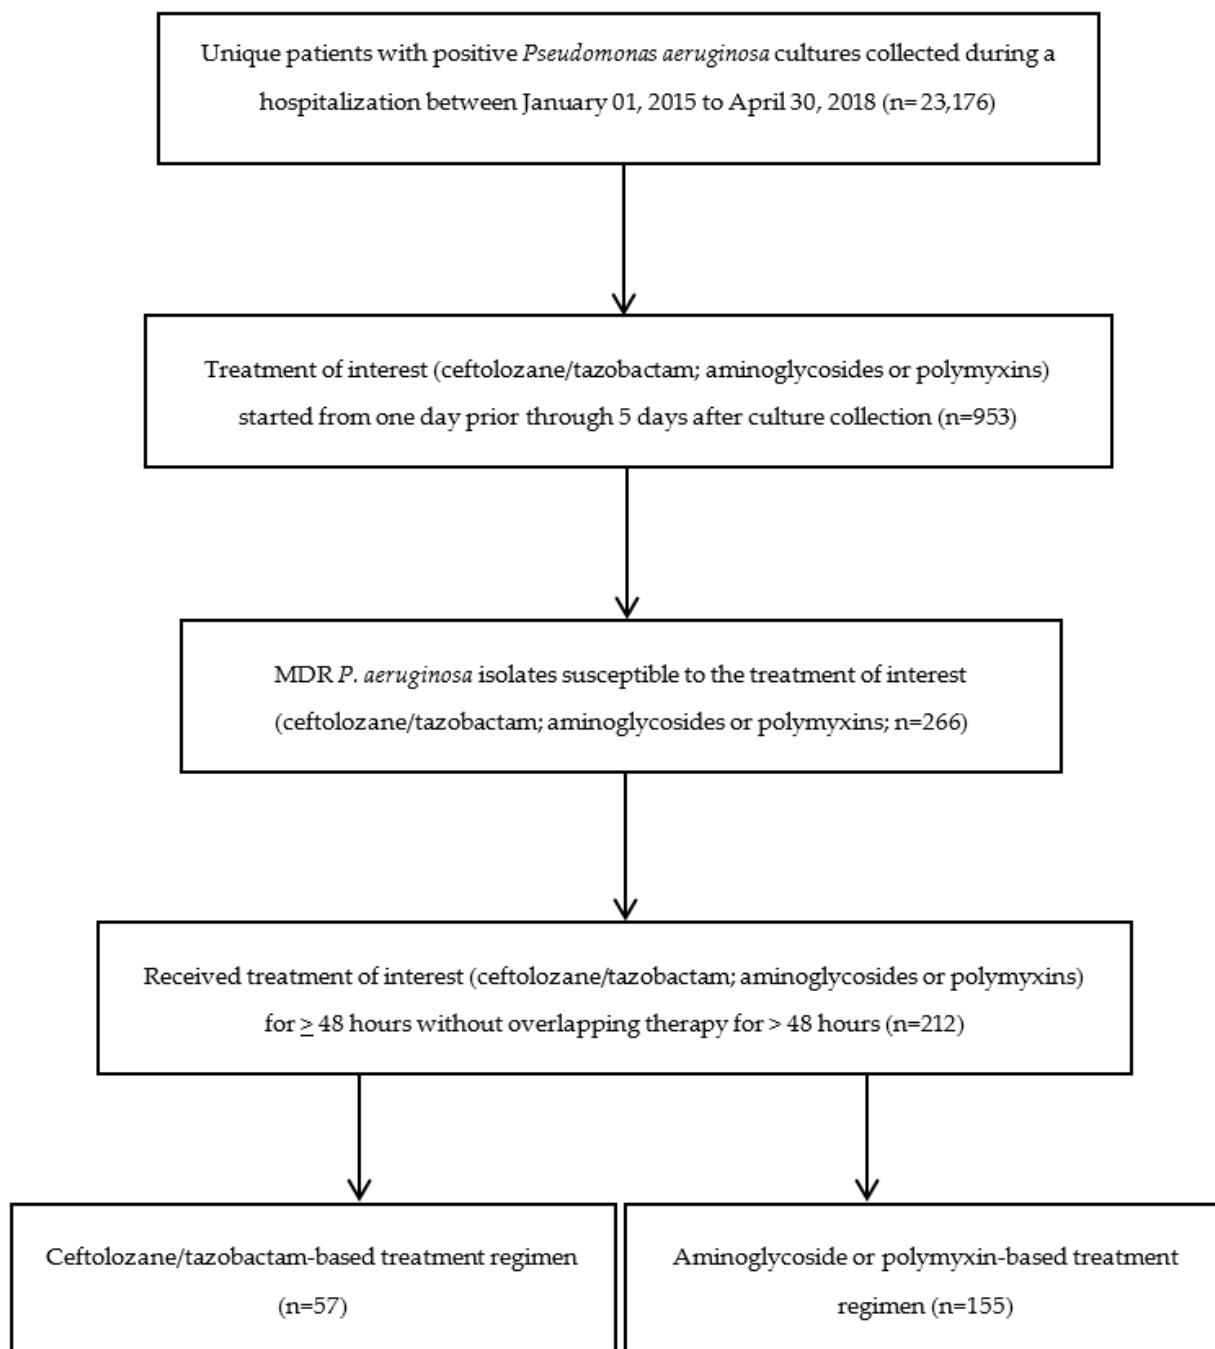 Unique patients with positive Pseudomonas aeruginosa cultures collected during a
hospitalization between January 01, 2015 to April 30, 2018 (n= 23,176)
Treatment of interest (ceftolozane/tazobactam; aminoglycosides or polymyxins)
started from one day prior through 5 days after culture collection (n=953)
MDR P. aeruginosa isolates susceptible to the treatment of interest
(ceftolozane/tazobactam; aminoglycosides or polymyxins; n=266)
Received treatment of interest (ceftolozane/tazobactam; aminoglycosides or polymyxins)
for ≥ 48 hours without overlapping therapy for > 48 hours (n=212)
Ceftolozane/tazobactam-based treatment regimen
(n=57)
Aminoglycoside or polymyxin-based treatment
regimen (n=155)